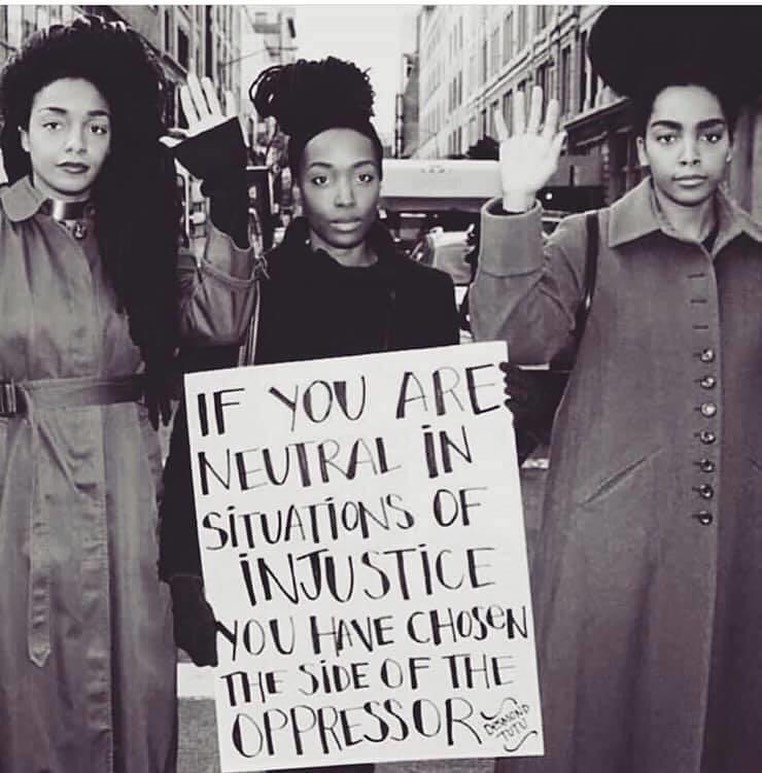 IF YOU ARE
NEUTRAL iN
SiTUATiONS OF
iNJUSTiCE
YOU HAVE CHOSeN
THE SiDE OF THE
OPPRESSOR
DESMOND
TUTU